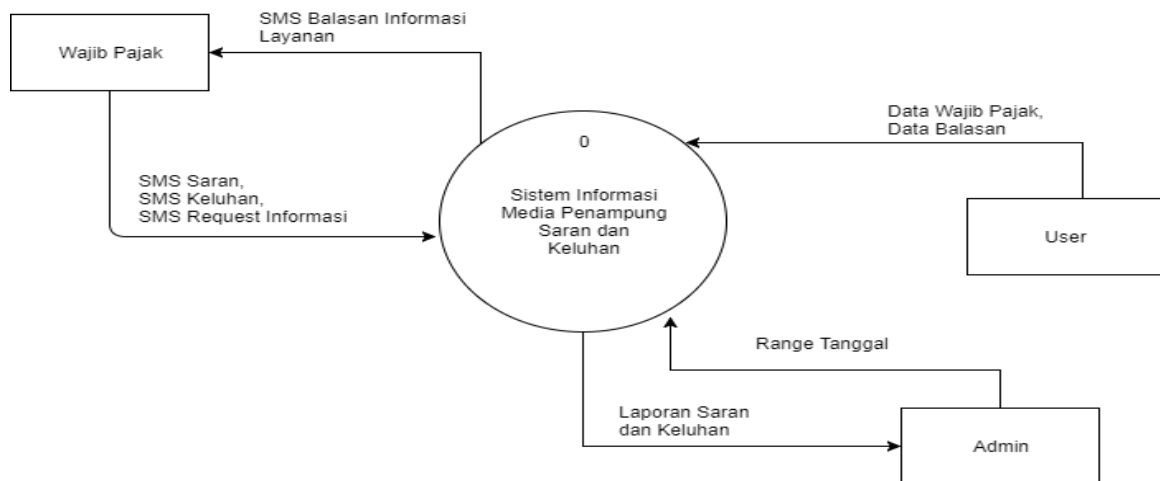 SMS Balasan Informasi
Layanan
Wajib Pajak
Data Wajib Pajak,
Data Balasan
0
SMS Saran,
SMS Keluhan,
SMS Request Informasi
Sistem Informasi
Media Penampung
Saran dan
Keluhan
User
Range Tanggal
Laporan Saran
dan Keluhan
Admin